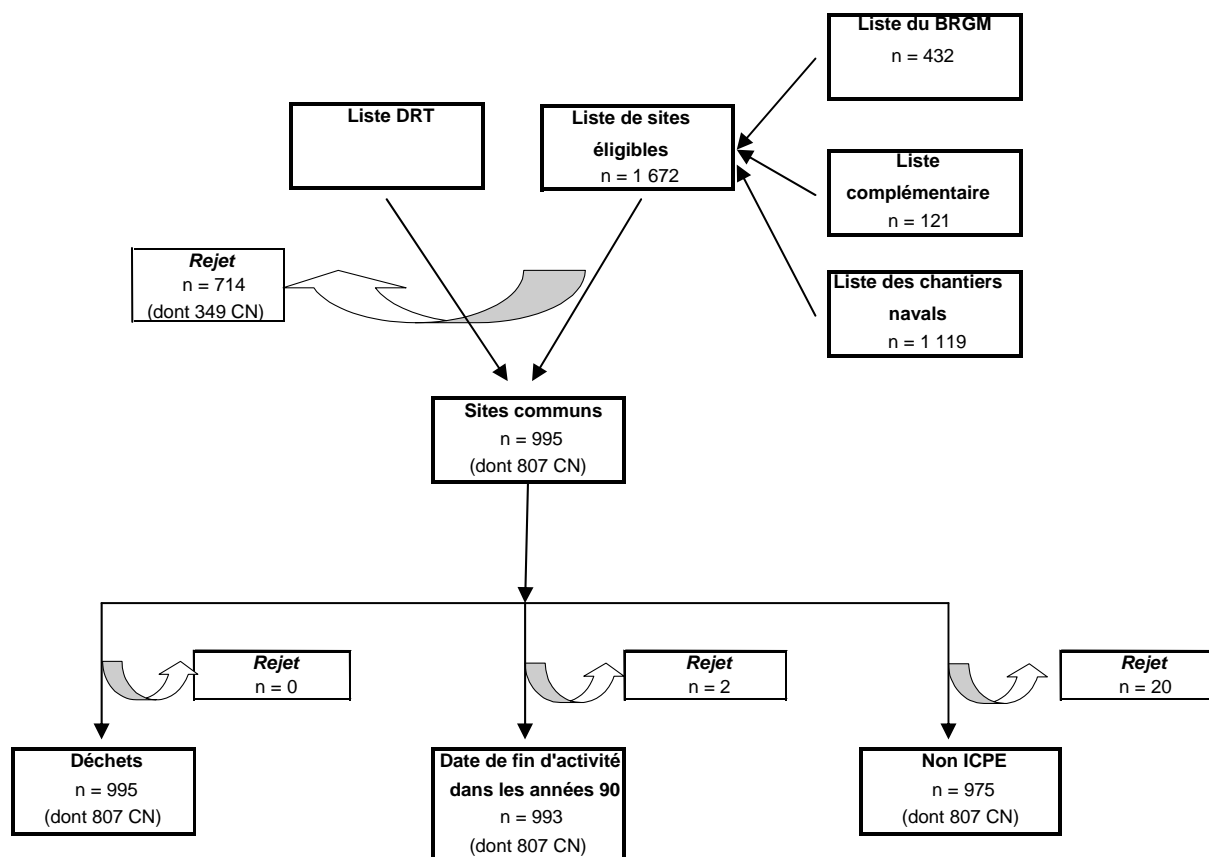 Liste du BRGM
n = 432
Liste DRT
Liste de sites
éligibles
n = 1 672
Liste
complémentaire
n = 121
Rejet
n = 714
(dont 349 CN)
Liste des chantiers
navals
n = 1 119
Sites communs
n = 995
(dont 807 CN)
Rejet
n = 0
Rejet
n = 2
Rejet
n = 20
Déchets
n = 995
(dont 807 CN)
Date de fin d'activité
dans les années 90
n = 993
(dont 807 CN)
Non ICPE
n = 975
(dont 807 CN)